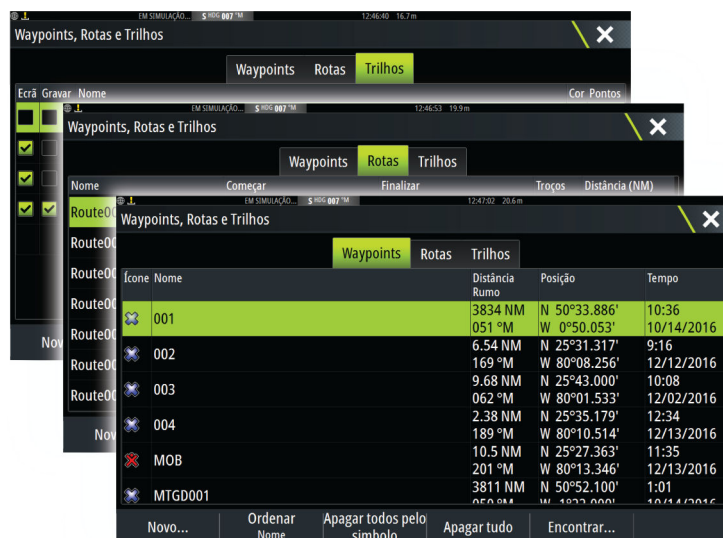 EM SIMULAÇÃO... S HDG 007 °M 12:46:40 16.7 m
Waypoints, Rotas e Trilhos
Waypoints Rotas Trilhos
Ecrã Gravar Nome Cor Pontos
EM SIMULAÇÃO... S HDG 007 °M 12:46:53 19.9 m
Waypoints, Rotas e Trilhos
Waypoints Rotas Trilhos
Nome Começar Finalizar Troços Distância (NM)
EM SIMULAÇÃO... S HDG 007 °M 12:47:02 20.6 m
Waypoints, Rotas e Trilhos
Waypoints Rotas Trilhos
Ícone Nome Distância Posição Tempo
Rumo
001 3834 NM N 50°33.886' 10:36
051 °M W 0°50.053' 10/14/2016
002 6.54 NM N 25°31.317' 9:16
169 °M W 80°08.256' 12/12/2016
003 9.68 NM N 25°43.000' 10:08
062 °M W 80°01.533' 12/02/2016
004 2.38 NM N 25°35.179' 12:34
189 °M W 80°10.514' 12/13/2016
MOB 10.5 NM N 25°27.363' 11:35
201 °M W 80°13.346' 12/13/2016
MTGD001 3811 NM N 50°52.100' 1:01
Novo... Ordenar Apagar todos pelo Apagar tudo Encontrar...
Nome símbolo